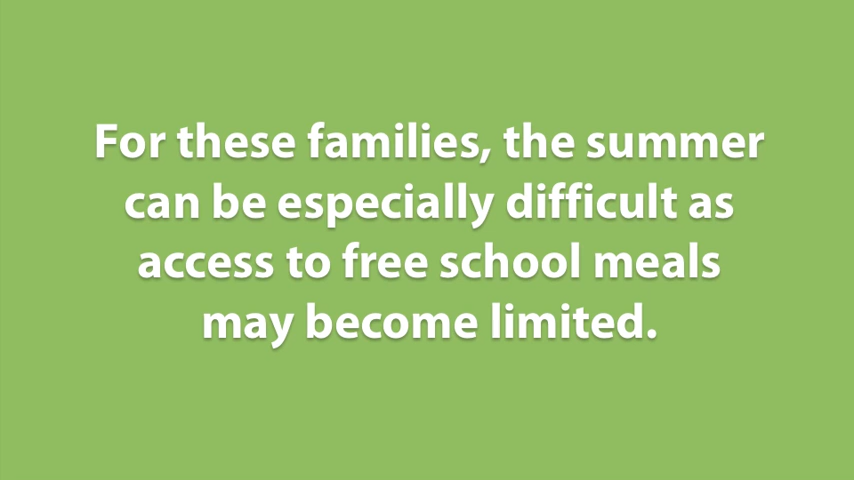 For these families, the summer
can be especially difficult as
access to free school meals
may become limited.